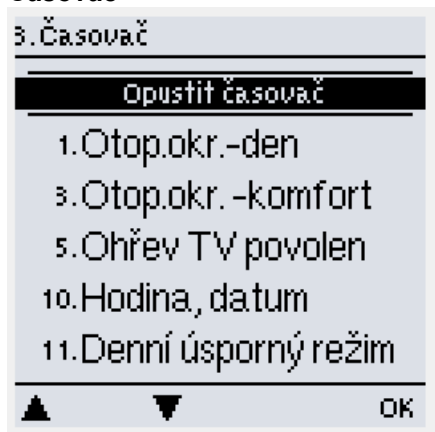 3.Časovač
Opustit časovač
1.Otop.okr.-den
3.Otop.okr. -komfort
5.Ohřev TV povolen
10.Hodina, datum
11.Denní úsporný režim
OK